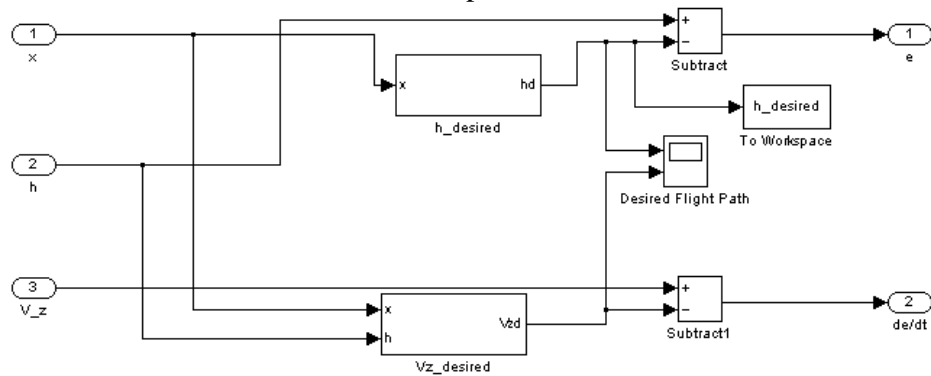 1
x
x
hd
h_desired
+
−
Subtract
1
e
h_desired
To Workspace
2
h
Desired Flight Path
3
V_z
x
h
Vzd
Vz_desired
+
−
Subtract1
2
de/dt